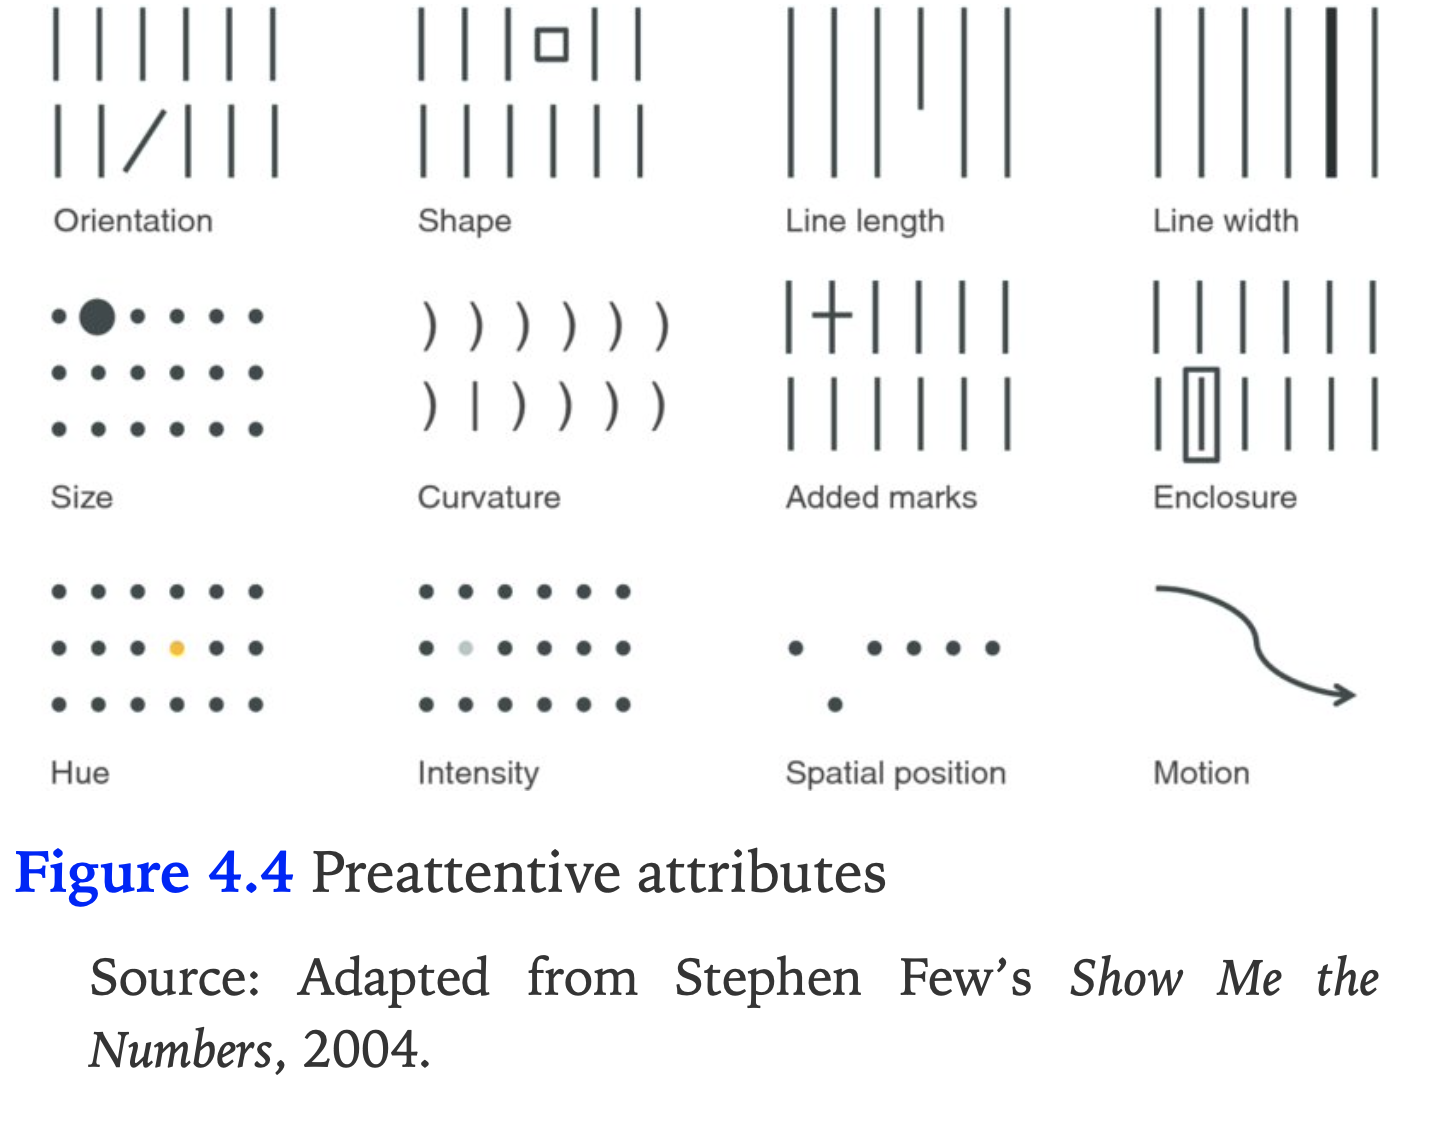 Orientation Shape Line length Line width
Size Curvature Added marks Enclosure
Hue Intensity Spatial position Motion
Figure 4.4 Preattentive attributes
Source: Adapted from Stephen Few’s Show Me the
Numbers, 2004.